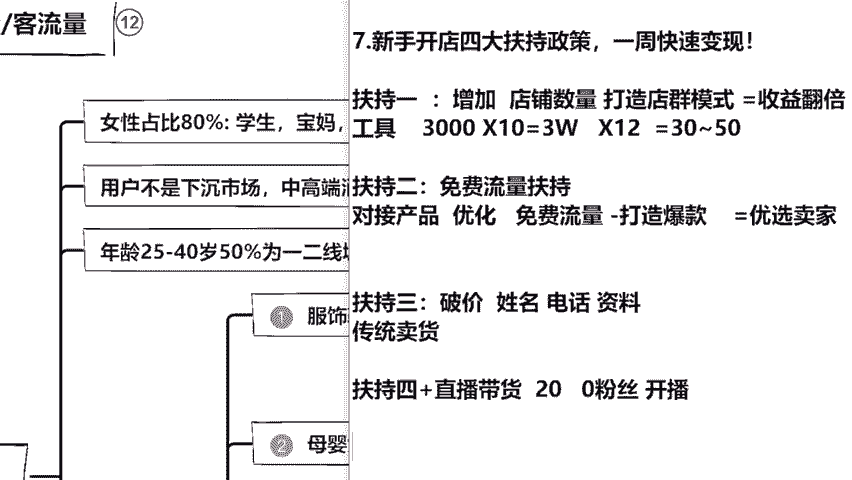 /客流量 12
女性占比80%: 学生，宝妈，
用户不是下沉市场，中高端
年龄25-40岁50%为一二线
1 服饰
2 母婴
7.新手开店四大扶持政策，一周快速变现！
扶持一 ： 增加 店铺数量 打造店群模式 =收益翻倍
工具 3000 X10=3W X12 =30~50
扶持二：免费流量扶持
对接产品 优化 免费流量 -打造爆款 =优选卖家
扶持三：破价 姓名 电话 资料
传统卖货
扶持四+直播带货 20 0粉丝 开播